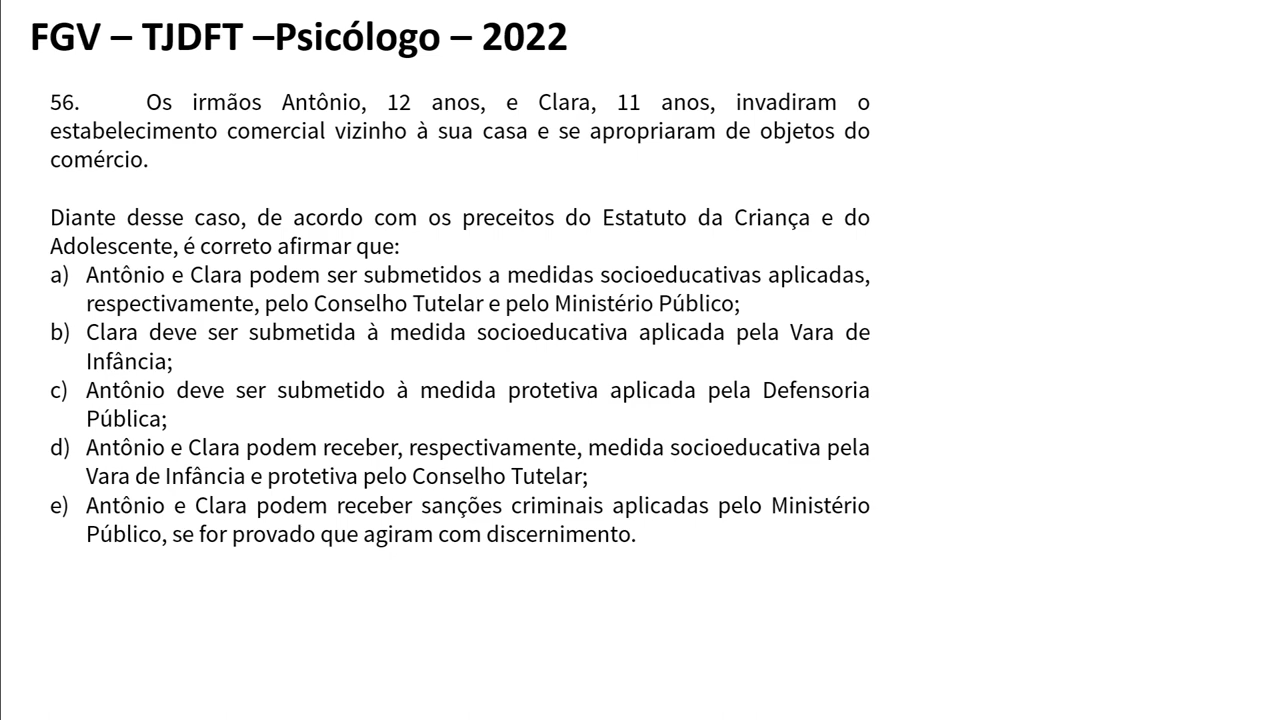 FGV – TJDFT –Psicólogo – 2022
56. Os irmãos Antônio, 12 anos, e Clara, 11 anos, invadiram o
estabelecimento comercial vizinho à sua casa e se apropriaram de objetos do
comércio.
Diante desse caso, de acordo com os preceitos do Estatuto da Criança e do
Adolescente, é correto afirmar que:
a) Antônio e Clara podem ser submetidos a medidas socioeducativas aplicadas,
respectivamente, pelo Conselho Tutelar e pelo Ministério Público;
b) Clara deve ser submetida à medida socioeducativa aplicada pela Vara de
Infância;
c) Antônio deve ser submetido à medida protetiva aplicada pela Defensoria
Pública;
d) Antônio e Clara podem receber, respectivamente, medida socioeducativa pela
Vara de Infância e protetiva pelo Conselho Tutelar;
e) Antônio e Clara podem receber sanções criminais aplicadas pelo Ministério
Público, se for provado que agiram com discernimento.